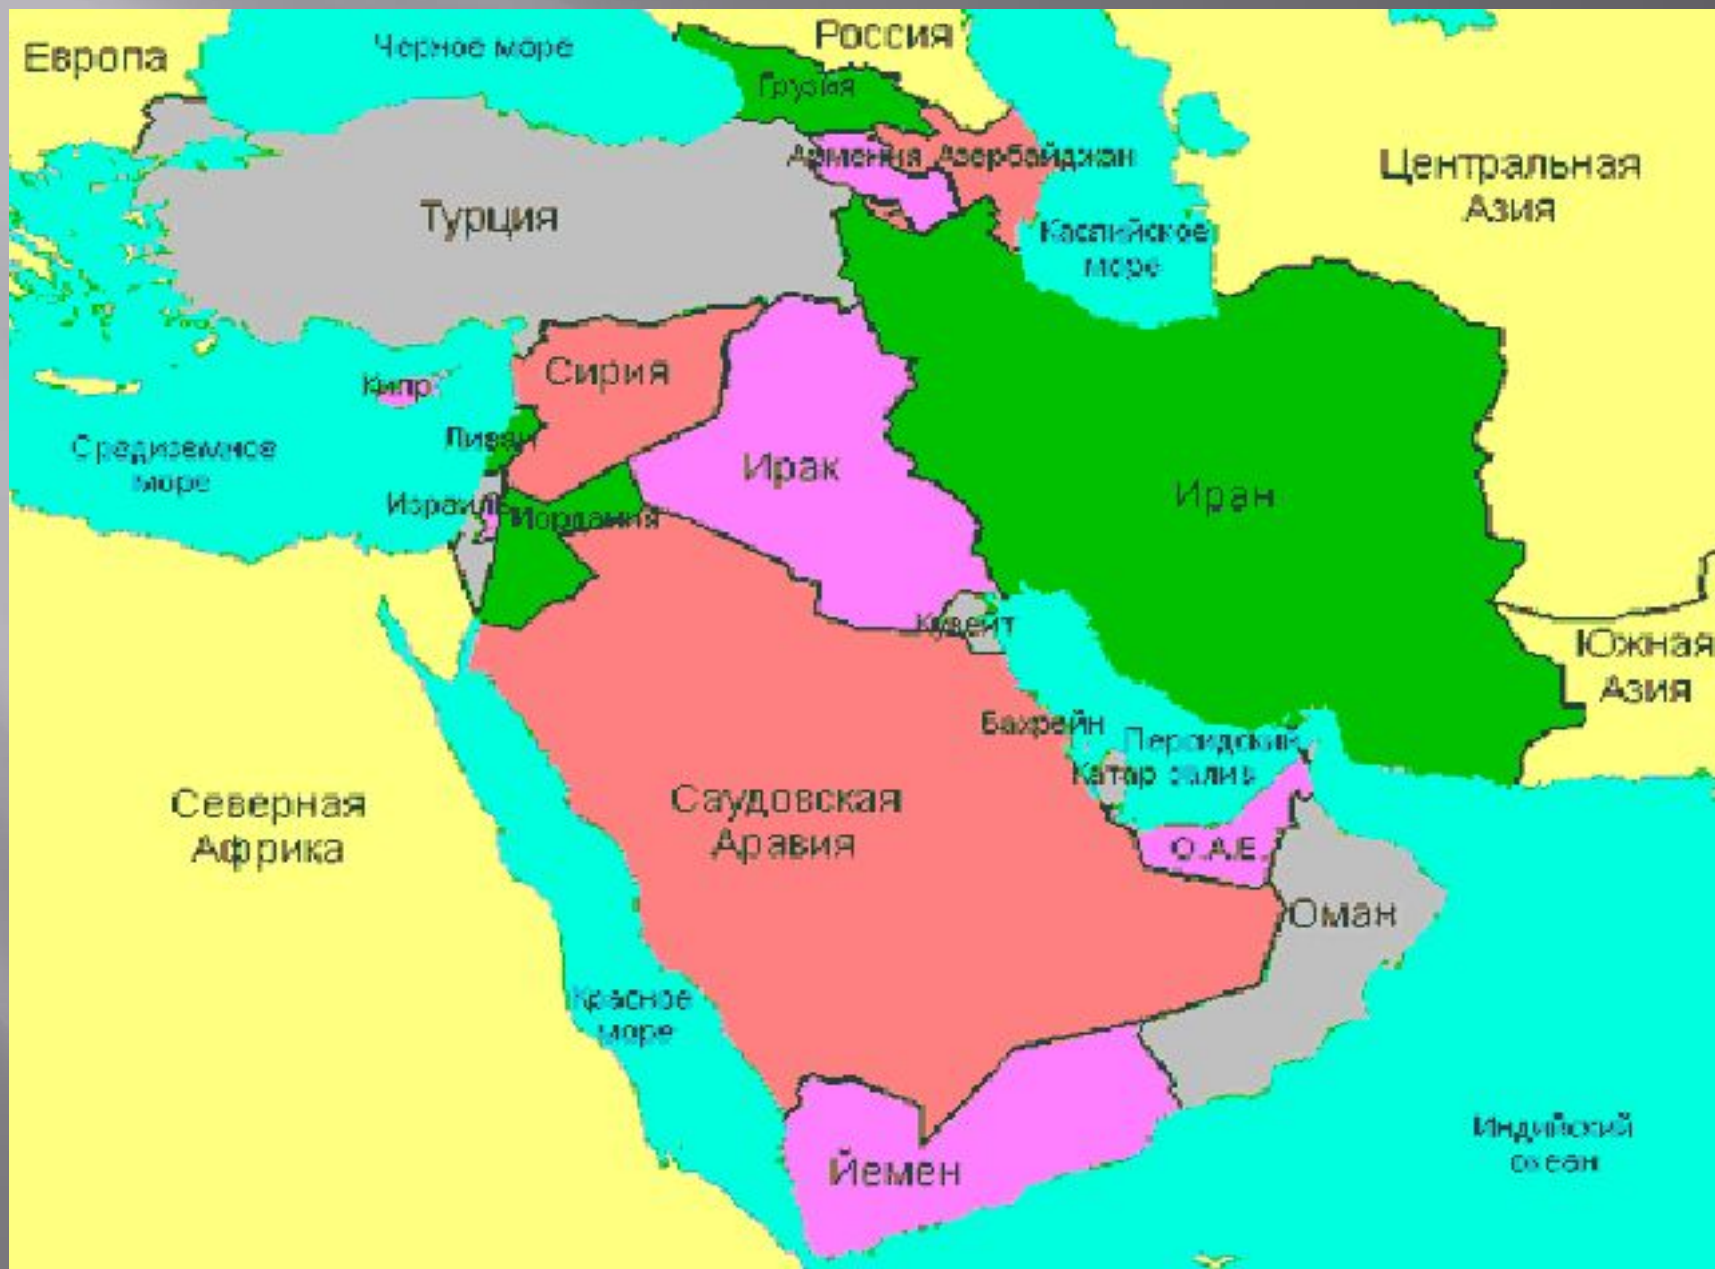 Европа
Черное море
Россия
Грузия
Армения
Азербайджан
Центральная
Азия
Турция
Каспийское
море
Сирия
Кипр
Ливан
Средиземное
море
Ирак
Иран
Израиль
Иордания
Кувейт
Южная
Азия
Бахрейн
Персидский
залив
Катар
Северная
Африка
Саудовская
Аравия
О.А.Е.
Оман
Красное
море
Индийский
океан
Йемен